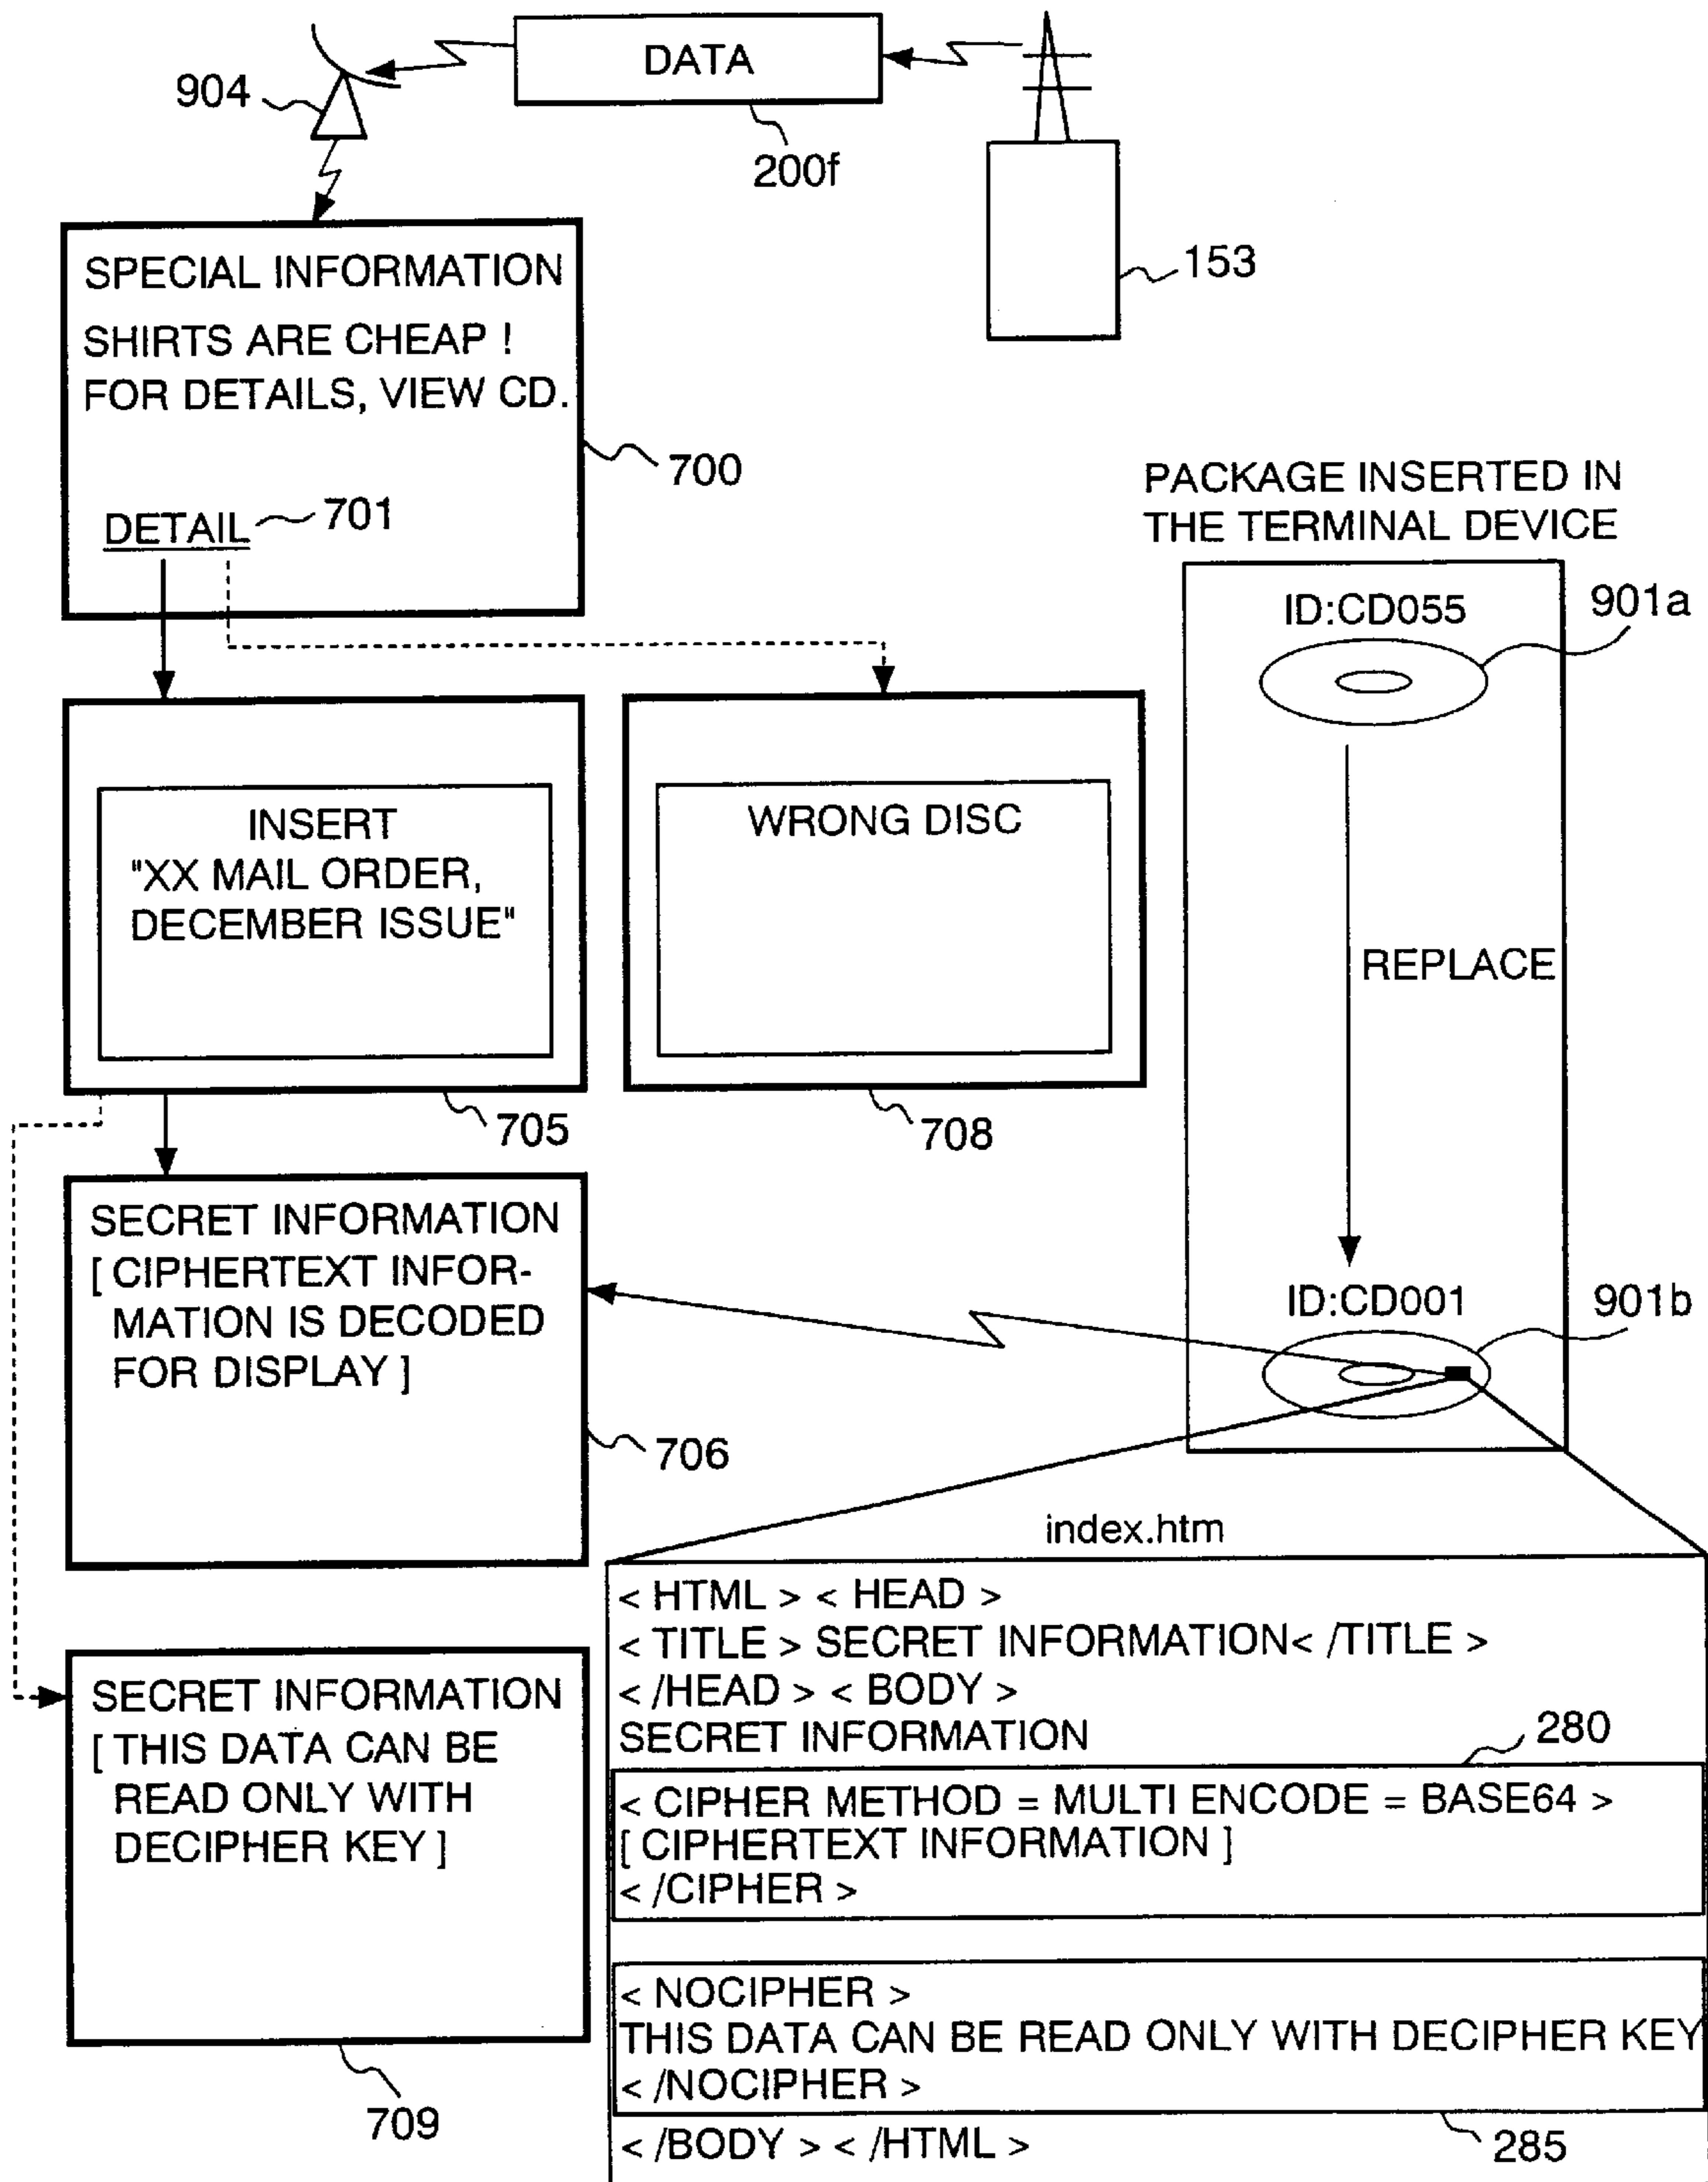 DATA
904
200f
153
SPECIAL INFORMATION
SHIRTS ARE CHEAP !
FOR DETAILS, VIEW CD.
700
DETAIL
701
PACKAGE INSERTED IN
THE TERMINAL DEVICE
ID:CD055
901a
INSERT
"XX MAIL ORDER,
DECEMBER ISSUE"
705
WRONG DISC
708
REPLACE
ID:CD001
901b
SECRET INFORMATION
[ CIPHERTEXT INFOR-
MATION IS DECODED
FOR DISPLAY ]
706
SECRET INFORMATION
[ THIS DATA CAN BE
READ ONLY WITH
DECIPHER KEY ]
709
index.htm
< HTML > < HEAD >
< TITLE > SECRET INFORMATION< /TITLE >
< /HEAD > < BODY >
SECRET INFORMATION
280
< CIPHER METHOD = MULTI ENCODE = BASE64 >
[ CIPHERTEXT INFORMATION ]
< /CIPHER >
< NOCIPHER >
THIS DATA CAN BE READ ONLY WITH DECIPHER KEY
< /NOCIPHER >
285
< /BODY > < /HTML >